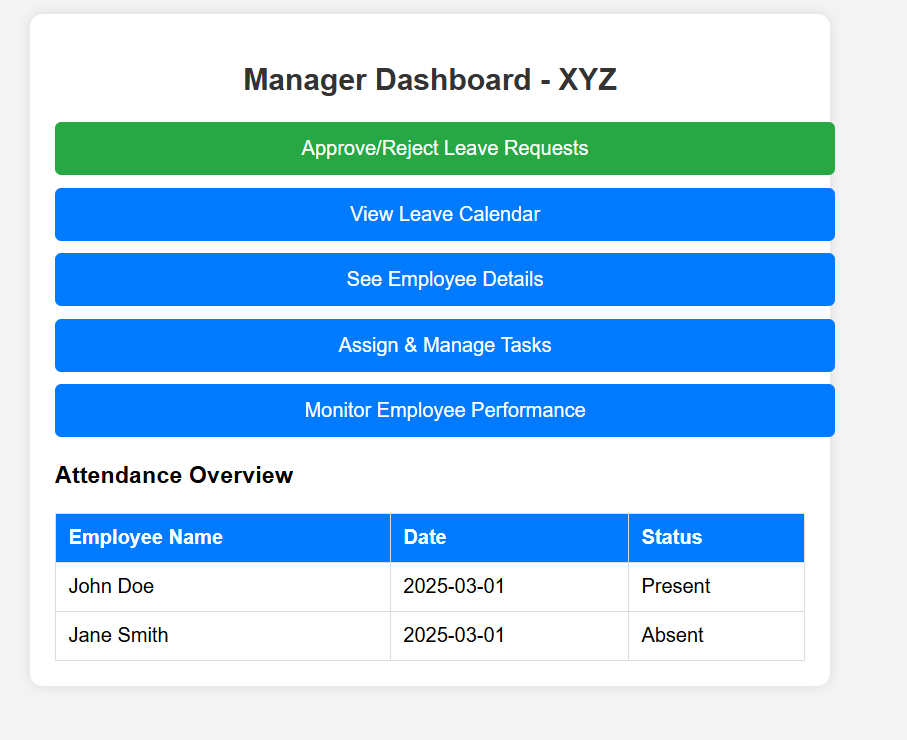 Manager Dashboard - XYZ
Approve/Reject Leave Requests
View Leave Calendar
See Employee Details
Assign & Manage Tasks
Monitor Employee Performance
Attendance Overview
Employee Name Date Status
John Doe 2025-03-01 Present
Jane Smith 2025-03-01 Absent